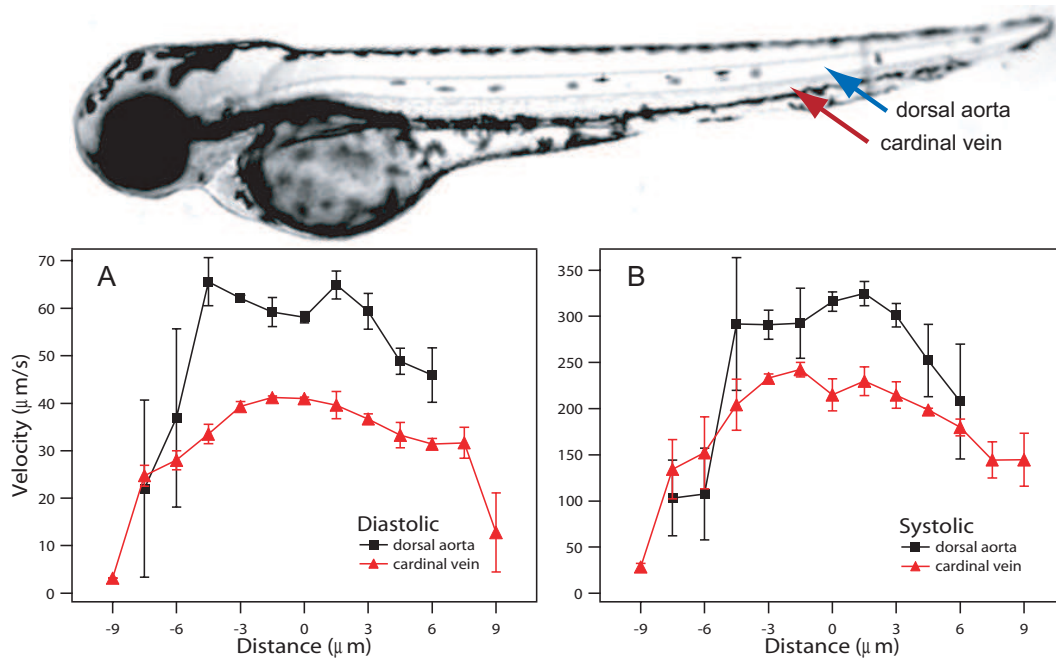 dorsal aorta
cardinal vein
A
Velocity (μm/s)
70
60
50
40
30
20
10
0
-9 -6 -3 0 3 6 9
Distance (μm)
Diastolic
dorsal aorta
cardinal vein
B
350
300
250
200
150
100
50
0
-9 -6 -3 0 3 6 9
Distance (μm)
Systolic
dorsal aorta
cardinal vein